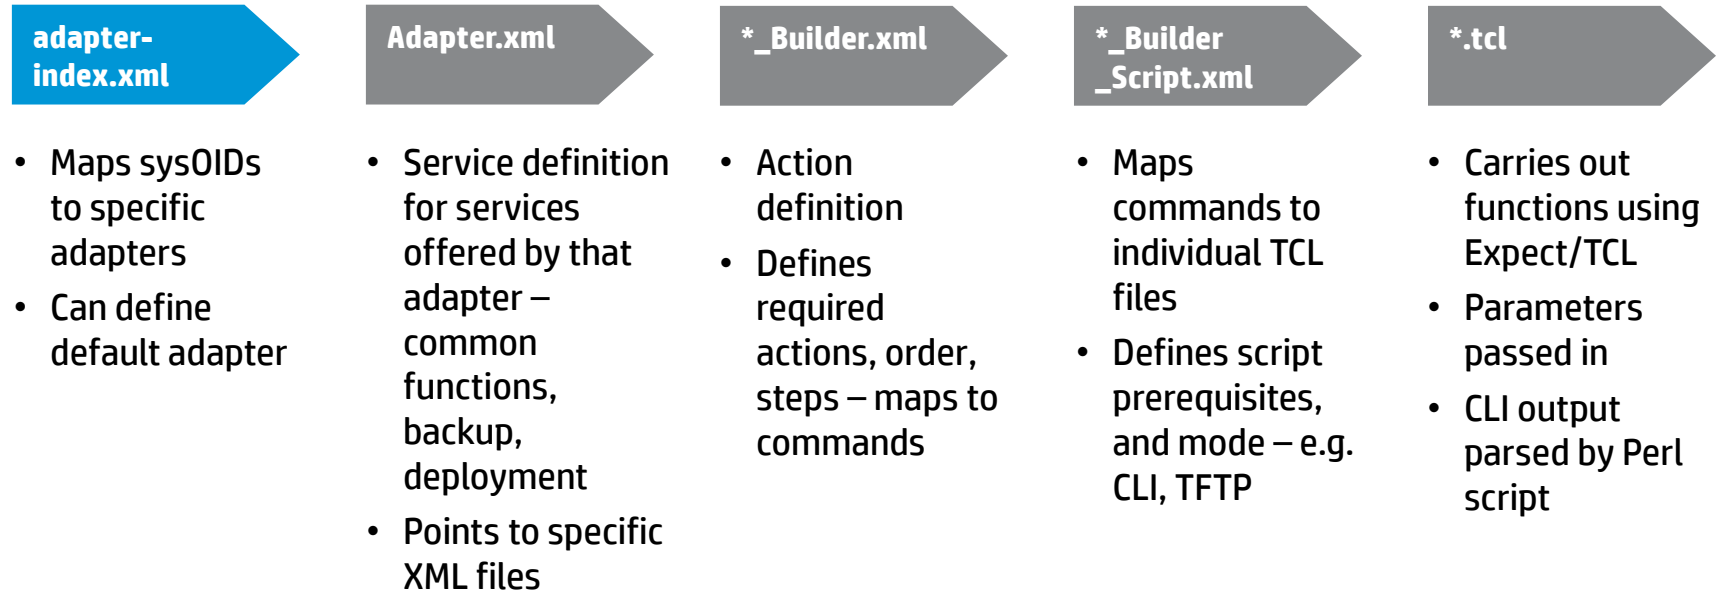 adapter-
index.xml
• Maps sysOIDs
to specific
adapters
• Can define
default adapter
Adapter.xml
• Service definition
for services
offered by that
adapter –
common
functions,
backup,
deployment
• Points to specific
XML files
*_Builder.xml
• Action
definition
• Defines
required
actions, order,
steps – maps to
commands
*_Builder
_Script.xml
• Maps
commands to
individual TCL
files
• Defines script
prerequisites,
and mode – e.g.
CLI, TFTP
*.tcl
• Carries out
functions using
Expect/TCL
• Parameters
passed in
• CLI output
parsed by Perl
script